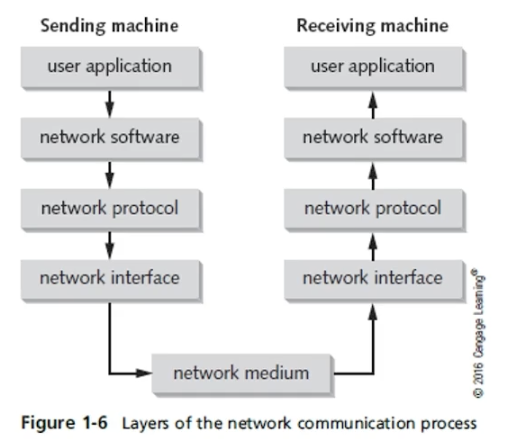 Sending machine
Receiving machine
user application
user application
network software
network software
network protocol
network protocol
network interface
network interface
network medium
© 2016 Cengage Learning®
Figure 1-6 Layers of the network communication process